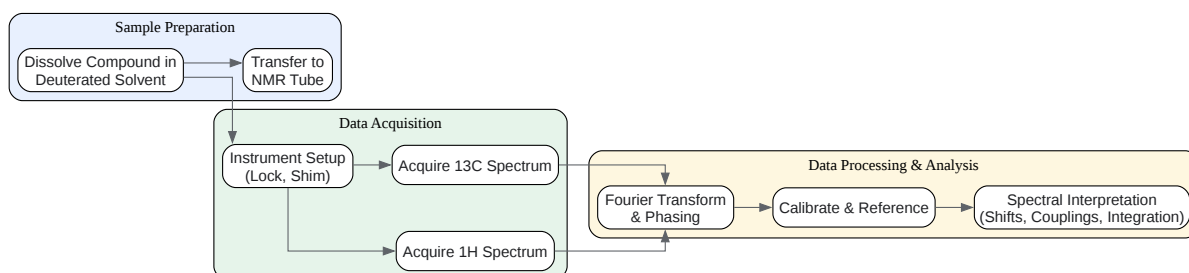 Sample Preparation
Dissolve Compound in
Deuterated Solvent
Transfer to
NMR Tube
Data Acquisition
Instrument Setup
(Lock, Shim)
Acquire 13C Spectrum
Acquire 1H Spectrum
Data Processing & Analysis
Fourier Transform
& Phasing
Calibrate & Reference
Spectral Interpretation
(Shifts, Couplings, Integration)